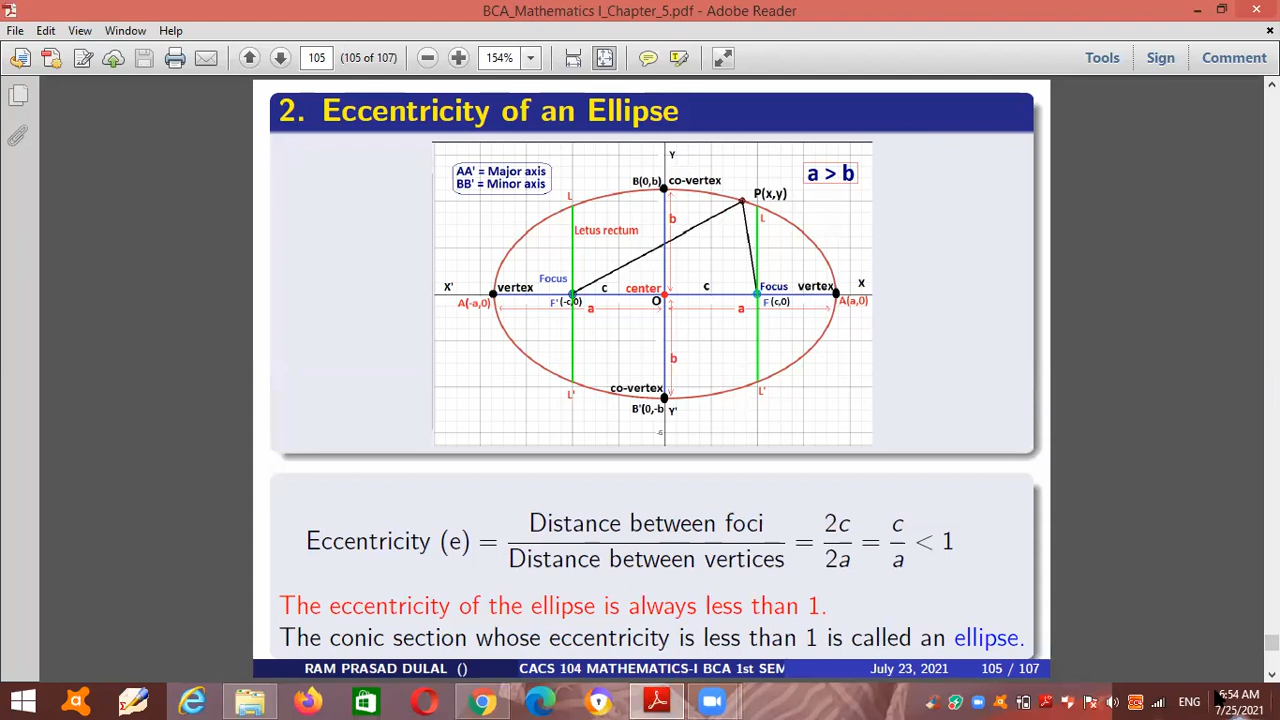 BCA_Mathematics I_Chapter_5.pdf - Adobe Reader
File Edit View Window Help
105 (105 of 107) 154% Tools Sign Comment
2. Eccentricity of an Ellipse
AA' = Major axis
BB' = Minor axis
Y
a > b
B(0,b) co-vertex
P(x,y)
L
L
b
Letus rectum
Focus
X' vertex c center c Focus vertex X
A(-a,0) F'(-c,0) O F (c,0) A(a,0)
a a
b
co-vertex
L' L'
B'(0,-b Y'
-6
Eccentricity (e) = Distance between foci / Distance between vertices = 2c / 2a = c / a < 1
The eccentricity of the ellipse is always less than 1.
The conic section whose eccentricity is less than 1 is called an ellipse.
RAM PRASAD DULAL () CACS 104 MATHEMATICS-I BCA 1st SEM July 23, 2021 105 / 107
ENG 6:54 AM
7/25/2021